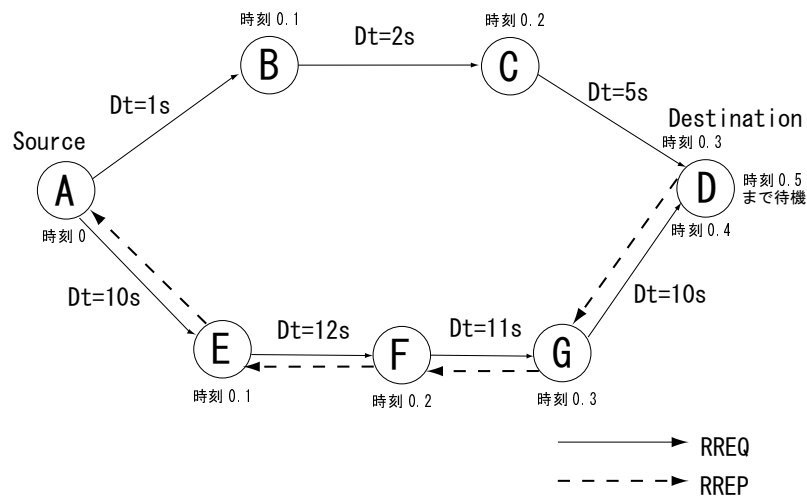 時刻0.1
時刻0.2
Dt=2s
B
C
Dt=1s
Dt=5s
Destination
Source
時刻0.3
A
D
時刻0.5
まで待機
時刻0
時刻0.4
Dt=10s
Dt=10s
Dt=12s
Dt=11s
E
F
G
時刻0.1
時刻0.2
時刻0.3
RREQ
RREP